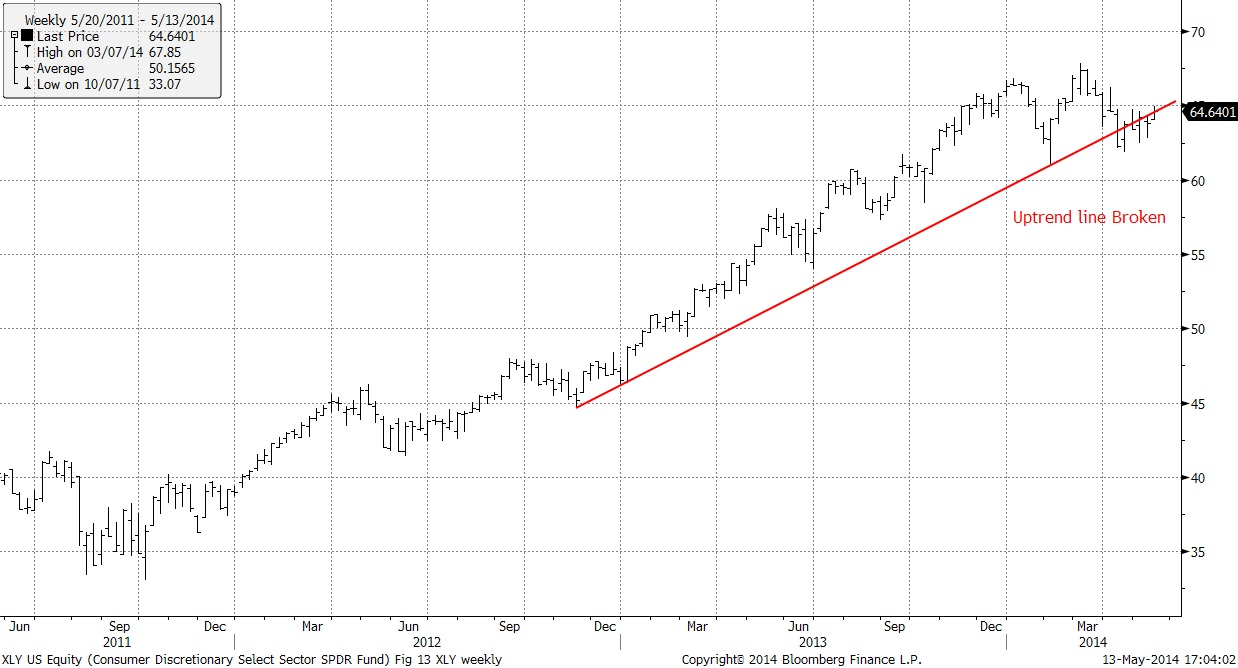 Weekly 5/20/2011 - 5/13/2014
Last Price 64.6401
High on 03/07/14 67.85
Average 50.1565
Low on 10/07/11 33.07
70
64.6401
60
Uptrend line Broken
55
50
45
40
35
Jun Sep Dec Mar Jun Sep Dec Mar Jun Sep Dec Mar
2011 2012 2013 2014
XLY US Equity (Consumer Discretionary Select Sector SPDR Fund) Fig 13 XLY weekly Copyright© 2014 Bloomberg Finance L.P. 13-May-2014 17:04:02